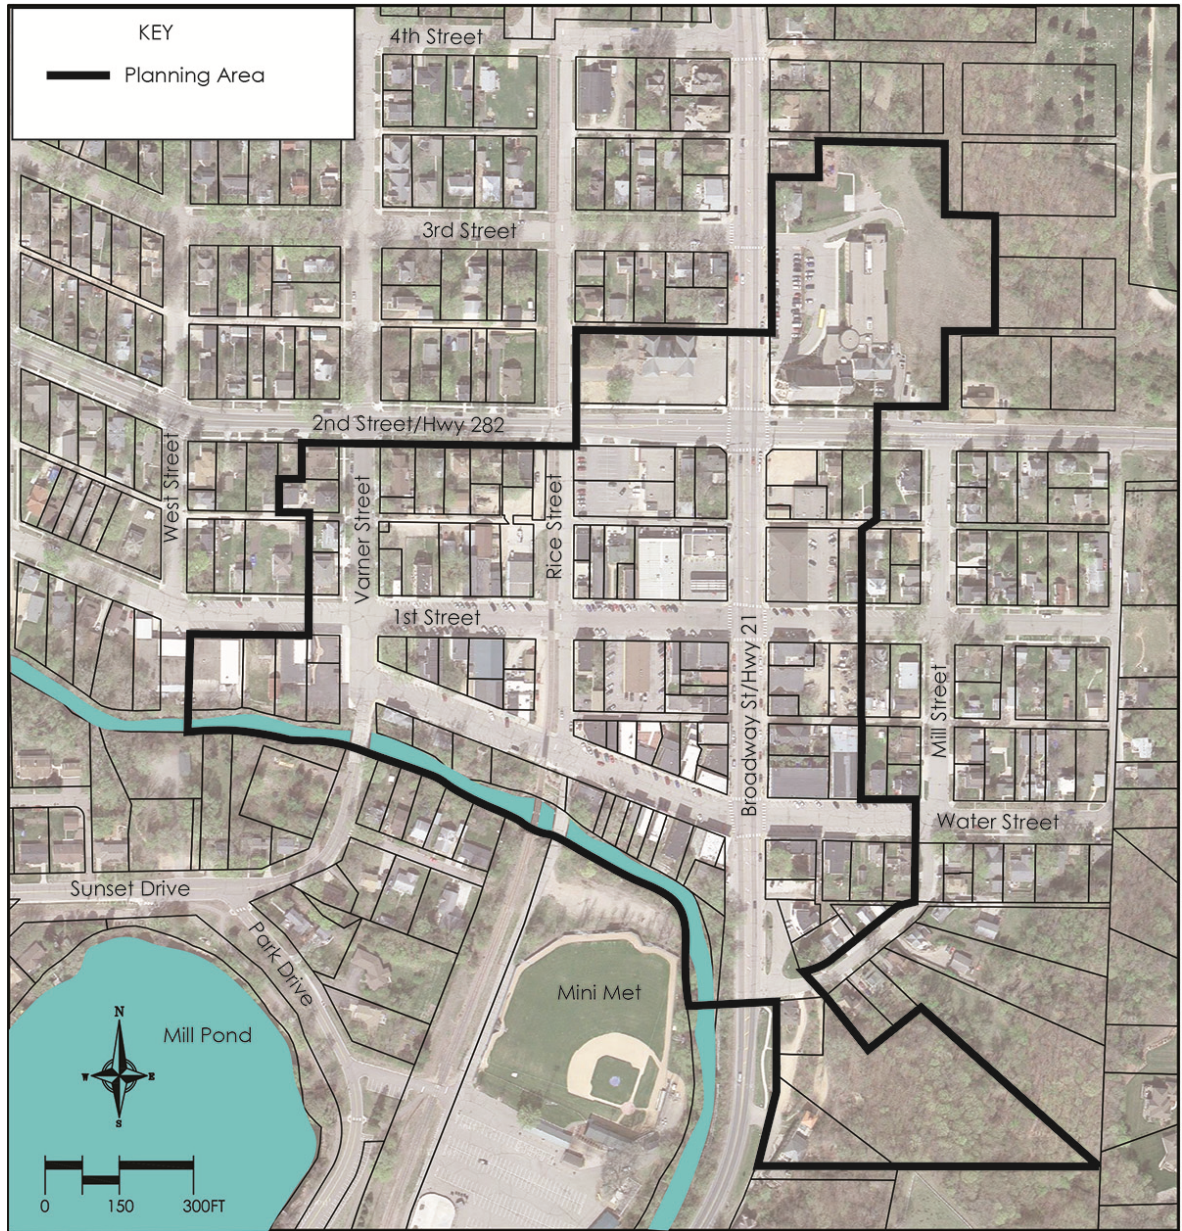 KEY
Planning Area
4th Street
3rd Street
2nd Street/Hwy 282
West Street
Varner Street
Rice Street
1st Street
Broadway St/Hwy 21
Mill Street
Water Street
Sunset Drive
Park Drive
Mini Met
Mill Pond
N
W E
S
0 150 300FT